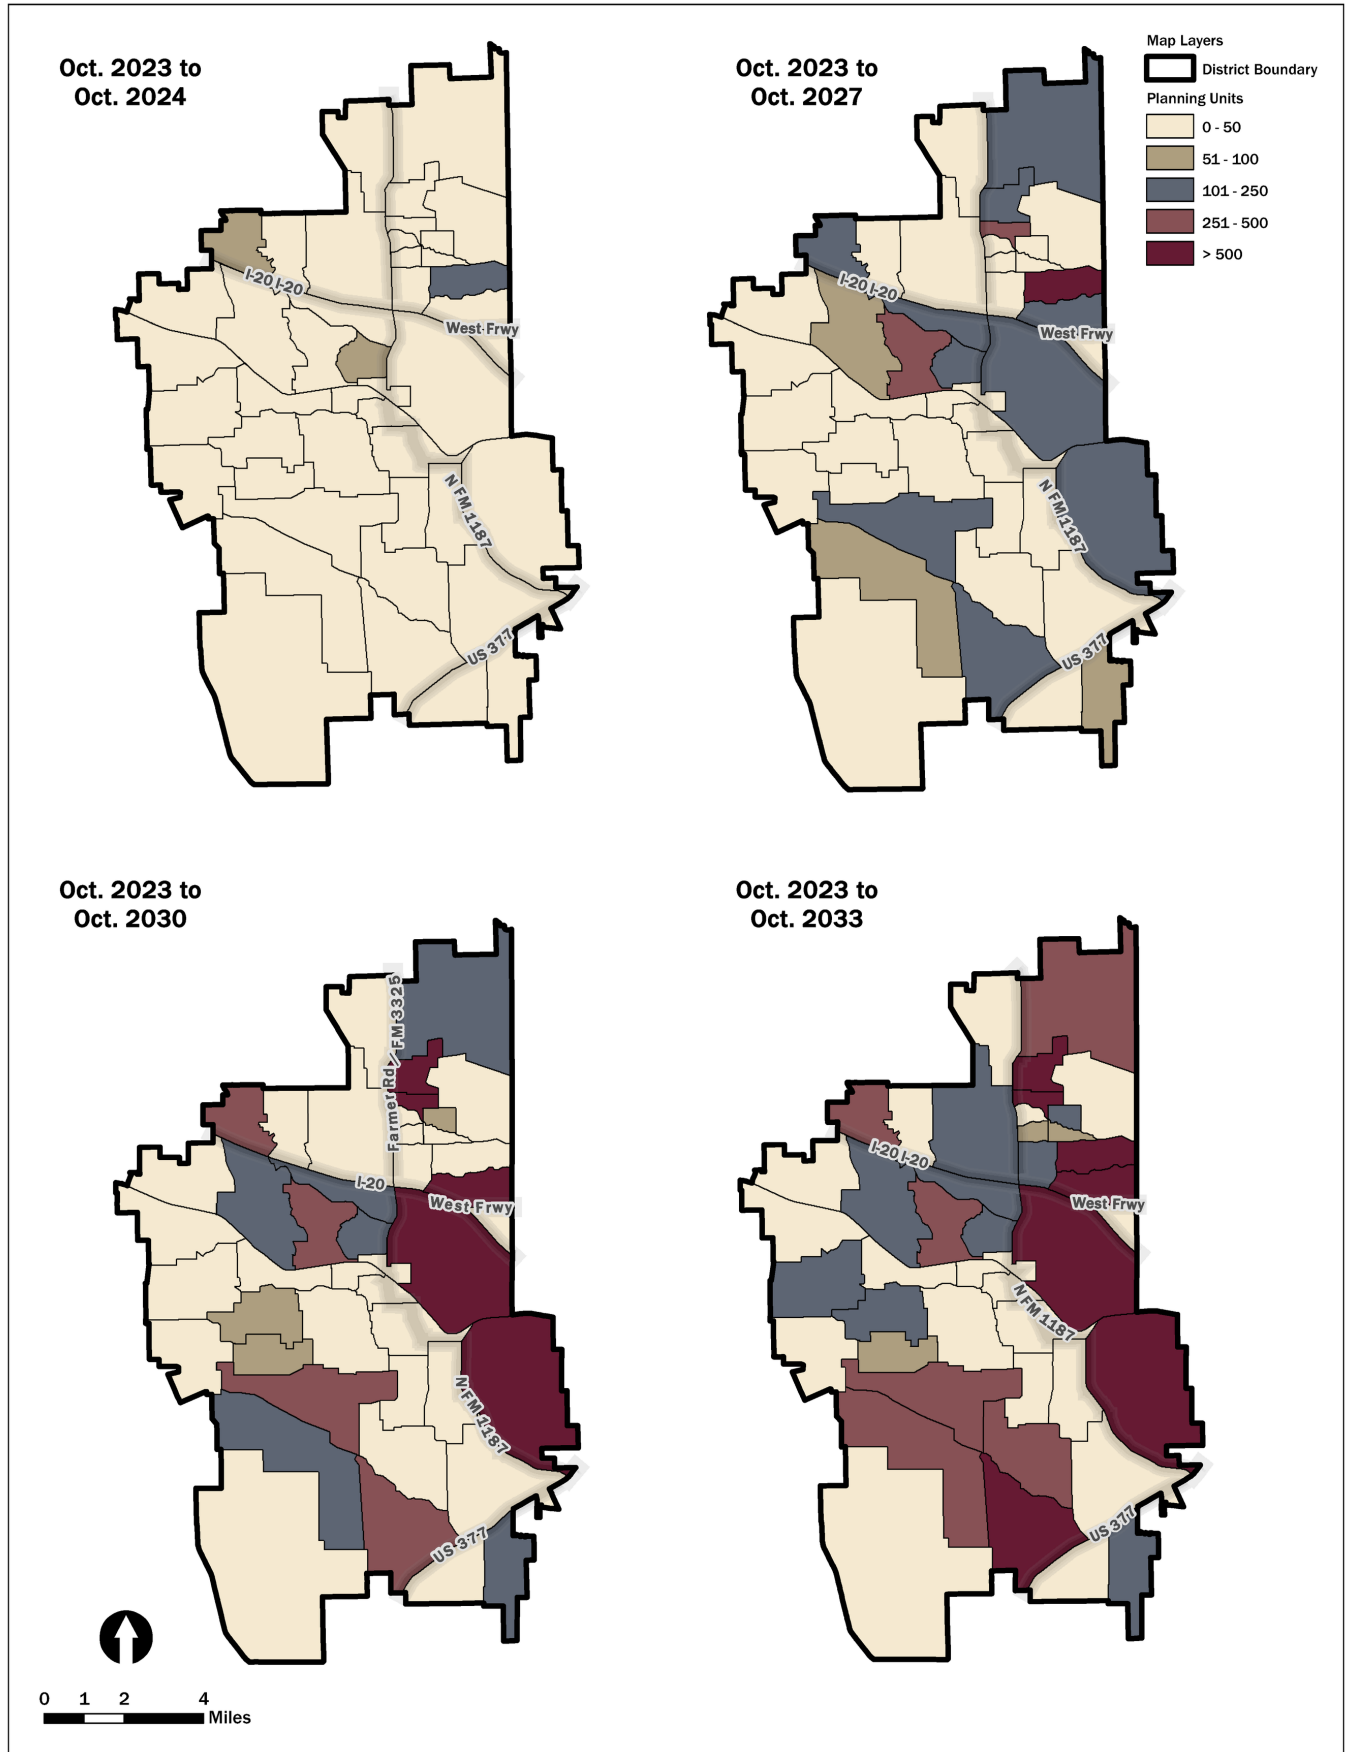 Oct. 2023 to
Oct. 2024
I-20 I-20
West Frwy
N FM 1187
US 377
Oct. 2023 to
Oct. 2027
I-20 I-20
West Frwy
N FM 1187
US 377
Map Layers
District Boundary
Planning Units
0 - 50
51 - 100
101 - 250
251 - 500
> 500
Oct. 2023 to
Oct. 2030
Farmer Rd / FM 3325
I-20
West Frwy
N FM 1187
US 377
Oct. 2023 to
Oct. 2033
I-20 I-20
West Frwy
N FM 1187
US 377
0 1 2 4
Miles